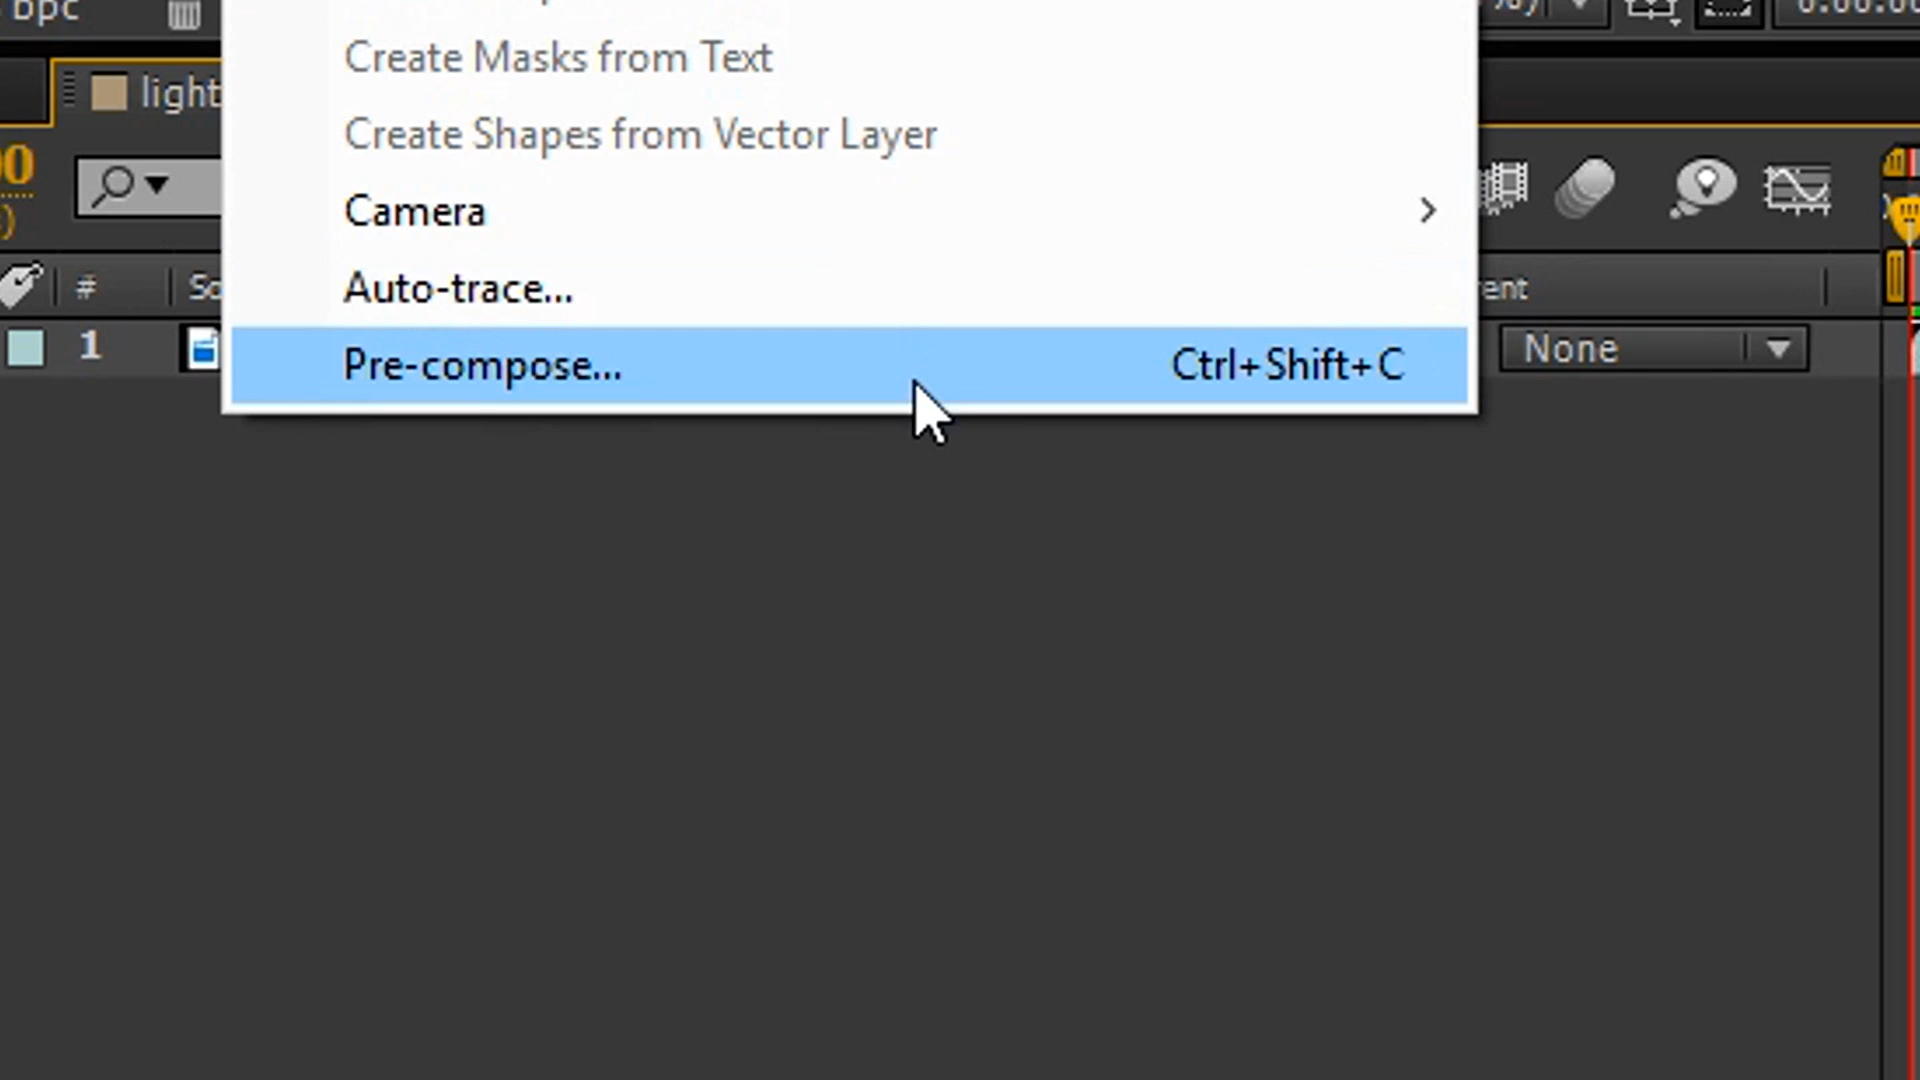 bpc
Create Masks from Text
light
Create Shapes from Vector Layer
Camera
# 
Auto-trace...
1
Pre-compose... Ctrl+Shift+C
None